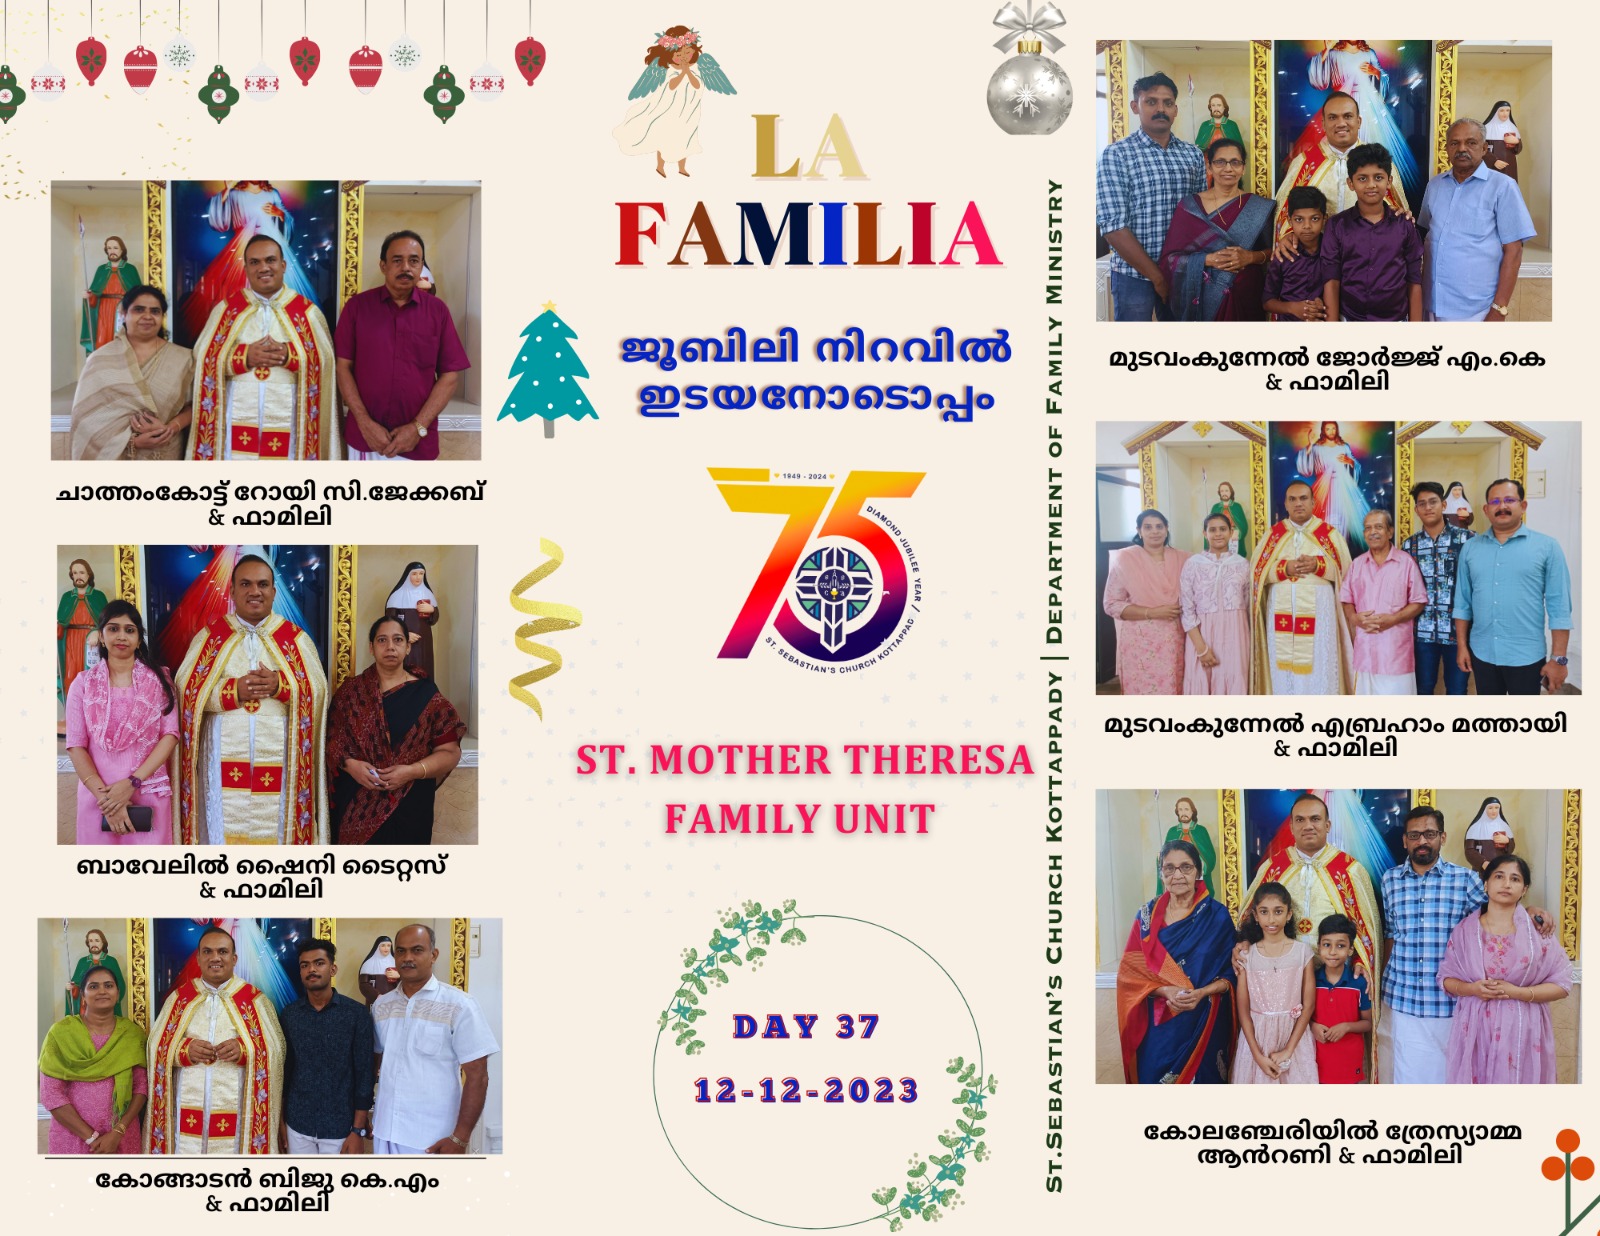 LA
FAMILIA
ജൂബിലി നിറവിൽ
ഇടയനോടൊപ്പം
1949 - 2024
75
DIAMOND JUBILEE YEAR /
ST. SEBASTIAN'S CHURCH KOTTAPPAD
ST. MOTHER THERESA
FAMILY UNIT
DAY 37
12-12-2023
ST.SEBASTIAN'S CHURCH KOTTAPPADY | DEPARTMENT OF FAMILY MINISTRY
ചാത്തംകോട്ട് റോയി സി.ജേക്കബ്
& ഫാമിലി
ബാവേലിൽ ഷൈനി ടൈറ്റസ്
& ഫാമിലി
കോങ്ങാടൻ ബിജു കെ.എം
& ഫാമിലി
മുടവംകുന്നേൽ ജോർജ്ജ് എം.കെ
& ഫാമിലി
മുടവംകുന്നേൽ എബ്രഹാം മത്തായി
& ഫാമിലി
കോലഞ്ചേരിയിൽ ത്രേസ്യാമ്മ
ആൻറണി & ഫാമിലി